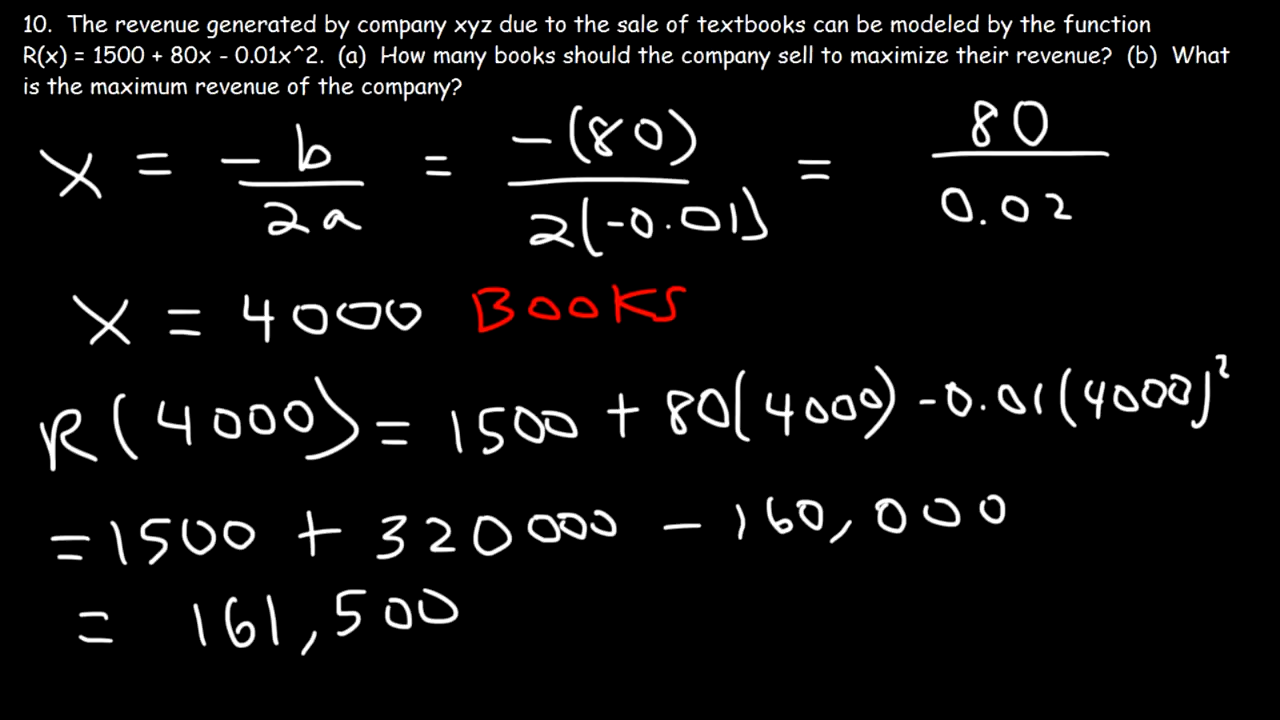 10. The revenue generated by company xyz due to the sale of textbooks can be modeled by the function
R(x) = 1500 + 80x - 0.01x^2. (a) How many books should the company sell to maximize their revenue? (b) What
is the maximum revenue of the company?
x = -b/2a = -(80)/2(-0.01) = 80/0.02
x = 4000 Books
R(4000) = 1500 + 80(4000) - 0.01(4000)²
= 1500 + 320000 - 160,000
= 161,500